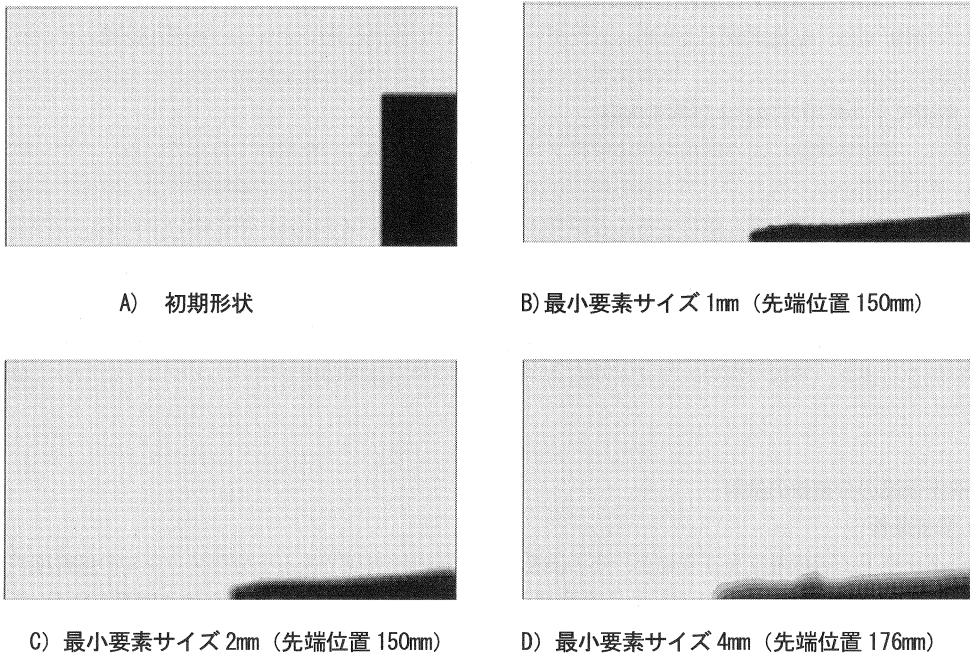 A) 初期形状
B)最小要素サイズ 1mm (先端位置 150mm)
C) 最小要素サイズ 2mm (先端位置 150mm)
D) 最小要素サイズ 4mm (先端位置 176mm)